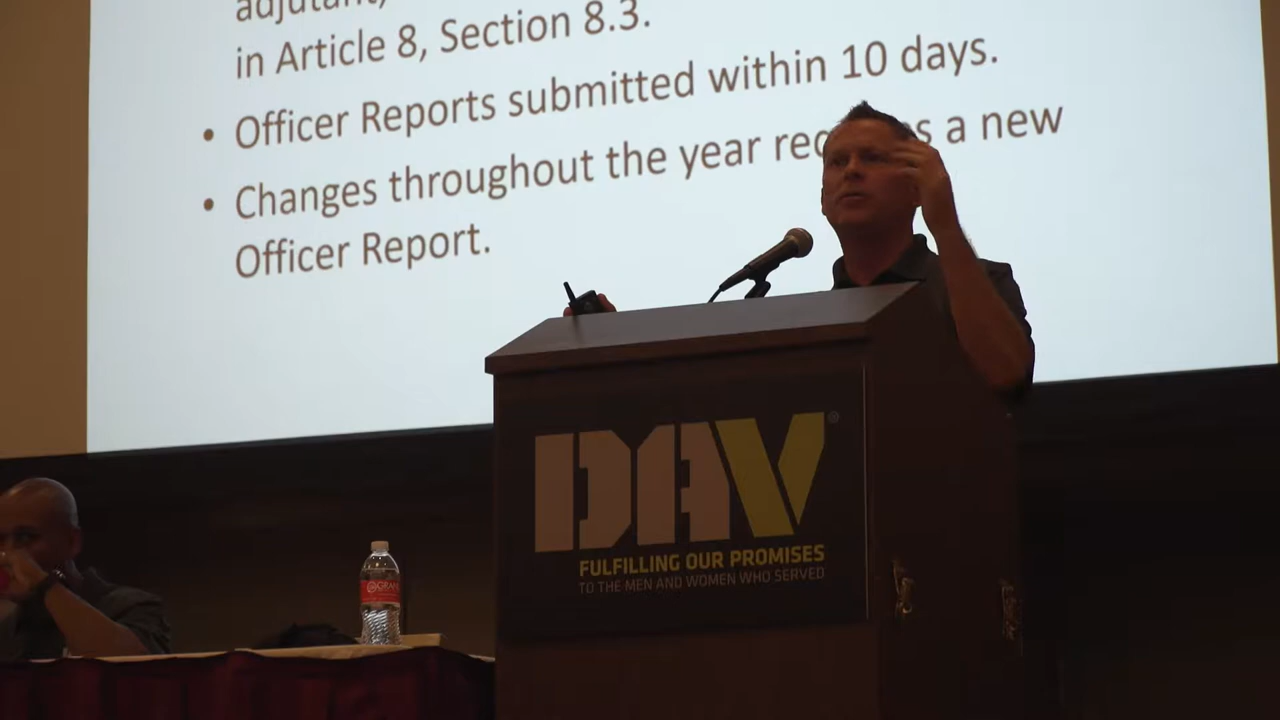 adjutant,
in Article 8, Section 8.3.
• Officer Reports submitted within 10 days.
• Changes throughout the year a new
Officer Report.
DAV®
FULFILLING OUR PROMISES
TO THE MEN AND WOMEN WHO SERVED